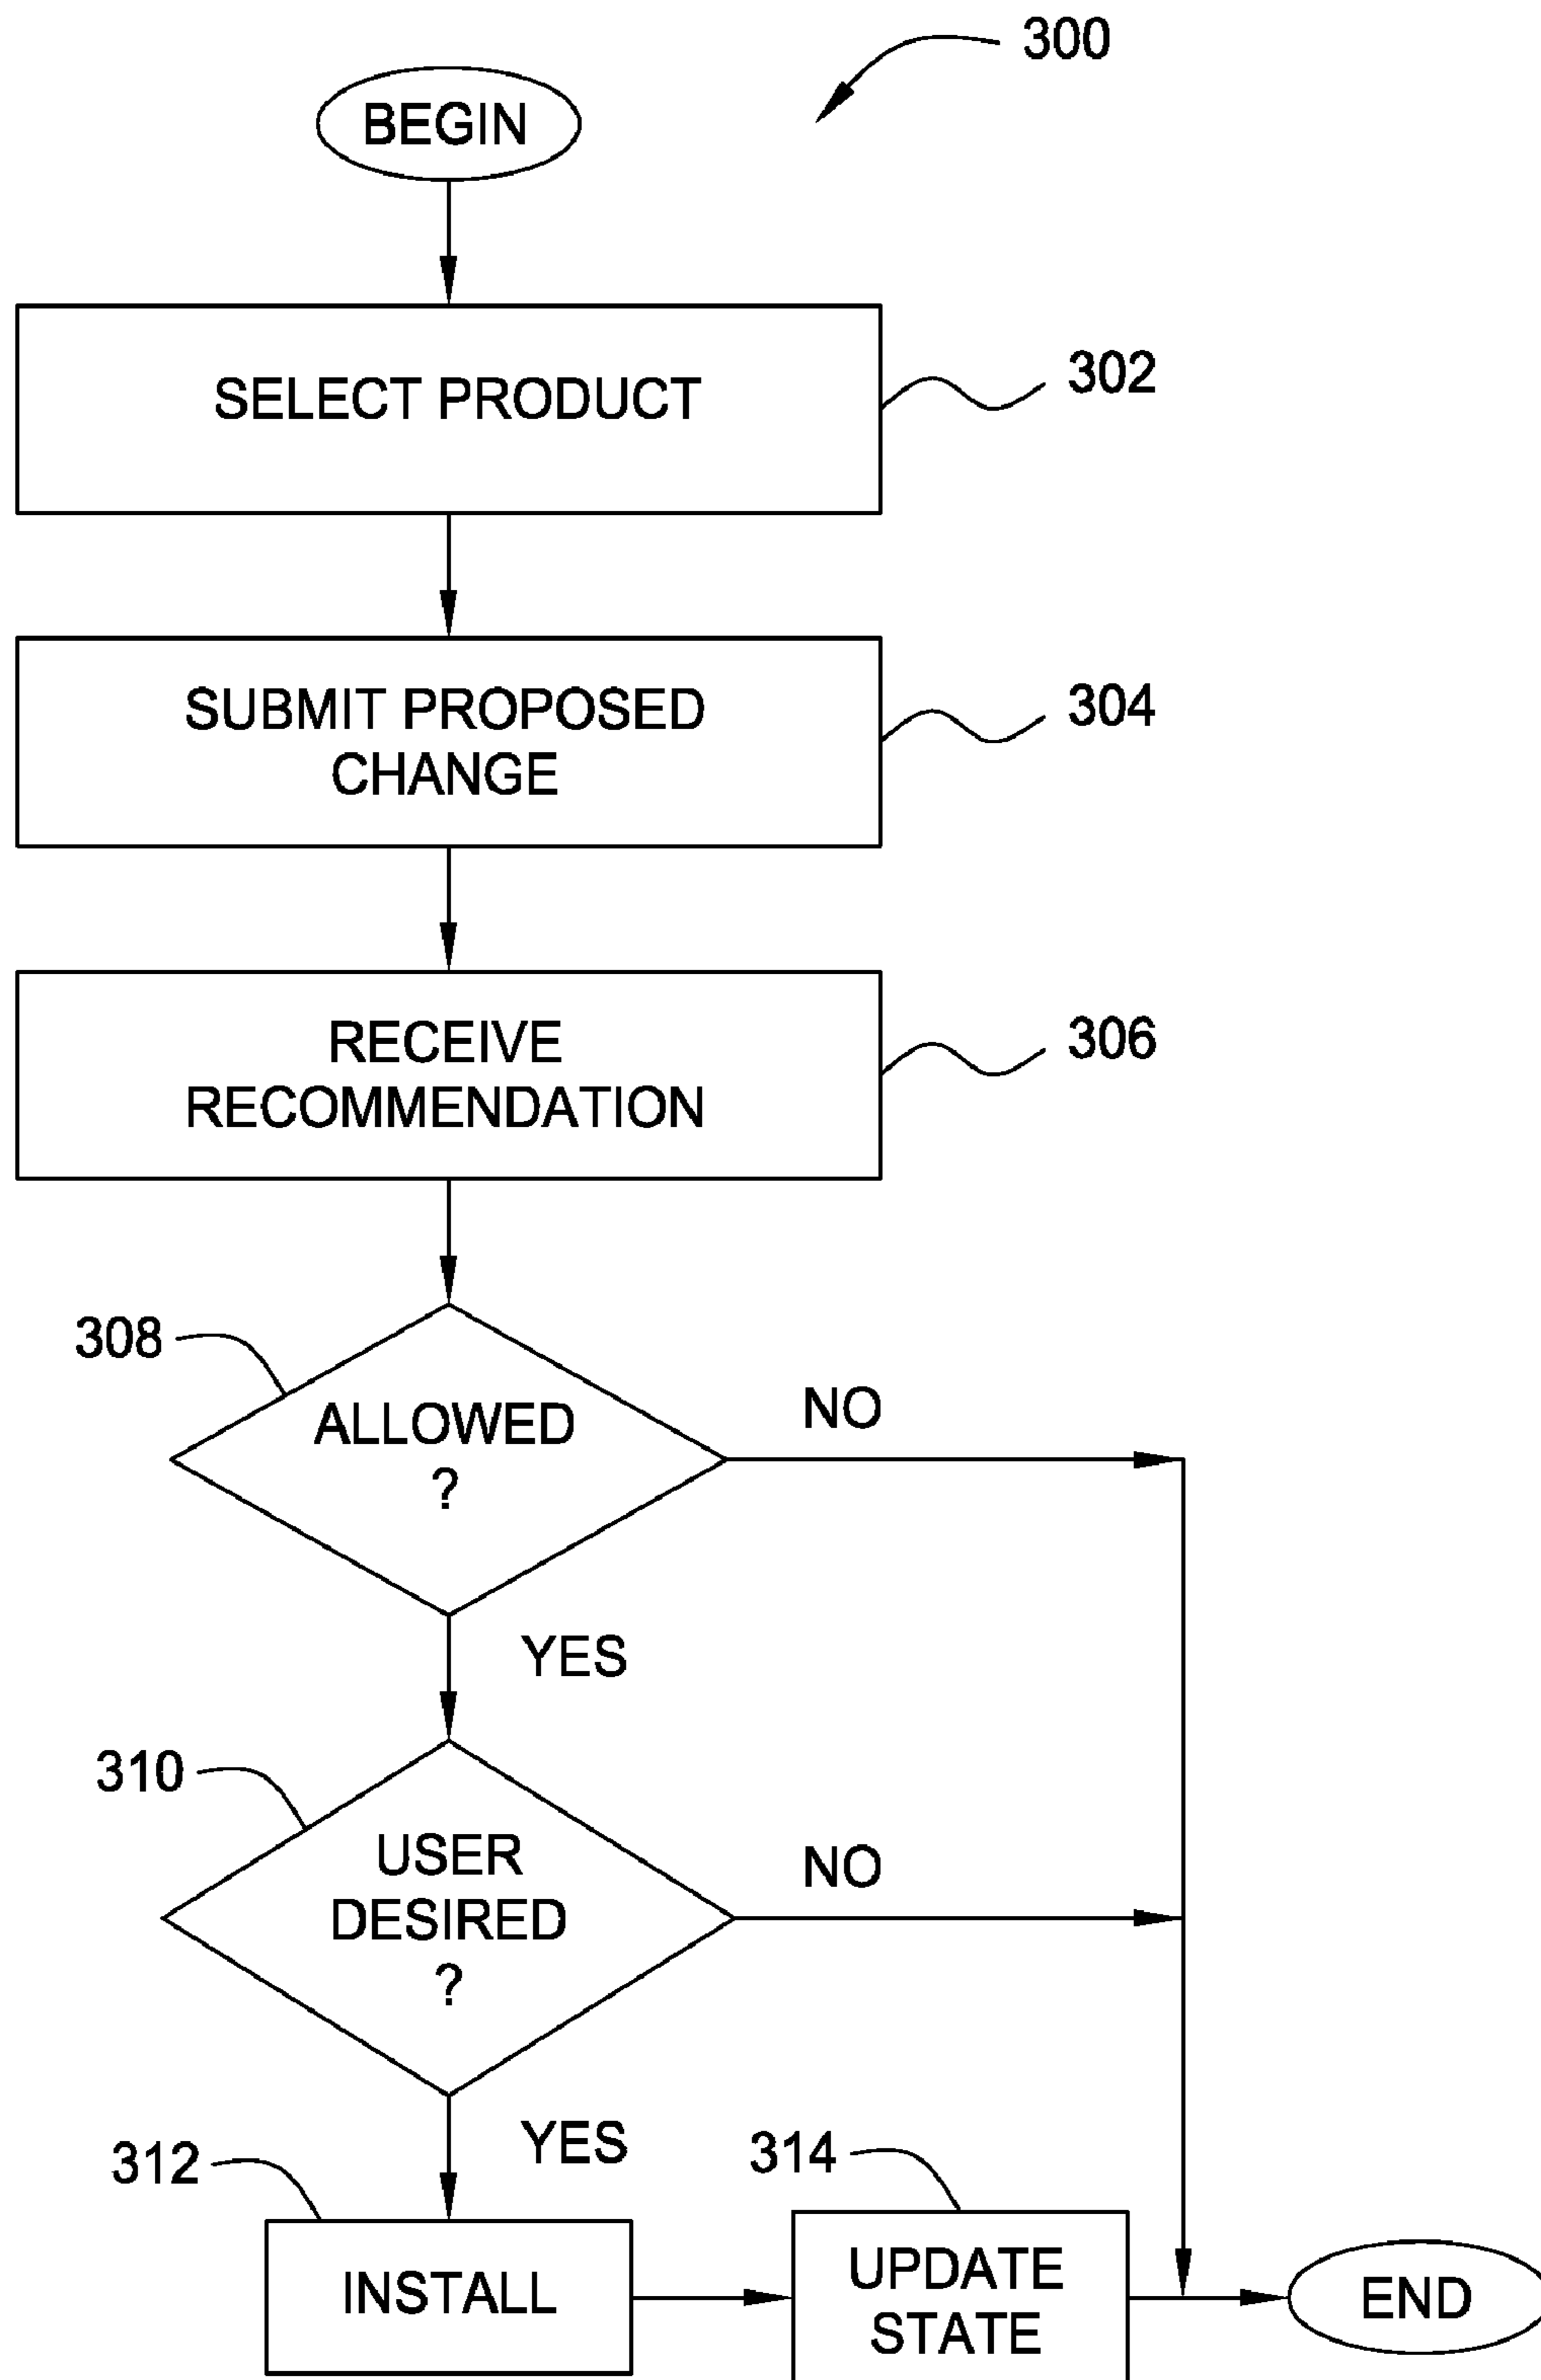 300
BEGIN
SELECT PRODUCT
302
SUBMIT PROPOSED
CHANGE
304
RECEIVE
RECOMMENDATION
306
308
ALLOWED
?
NO
YES
310
USER
DESIRED
?
NO
YES
312
INSTALL
314
UPDATE
STATE
END